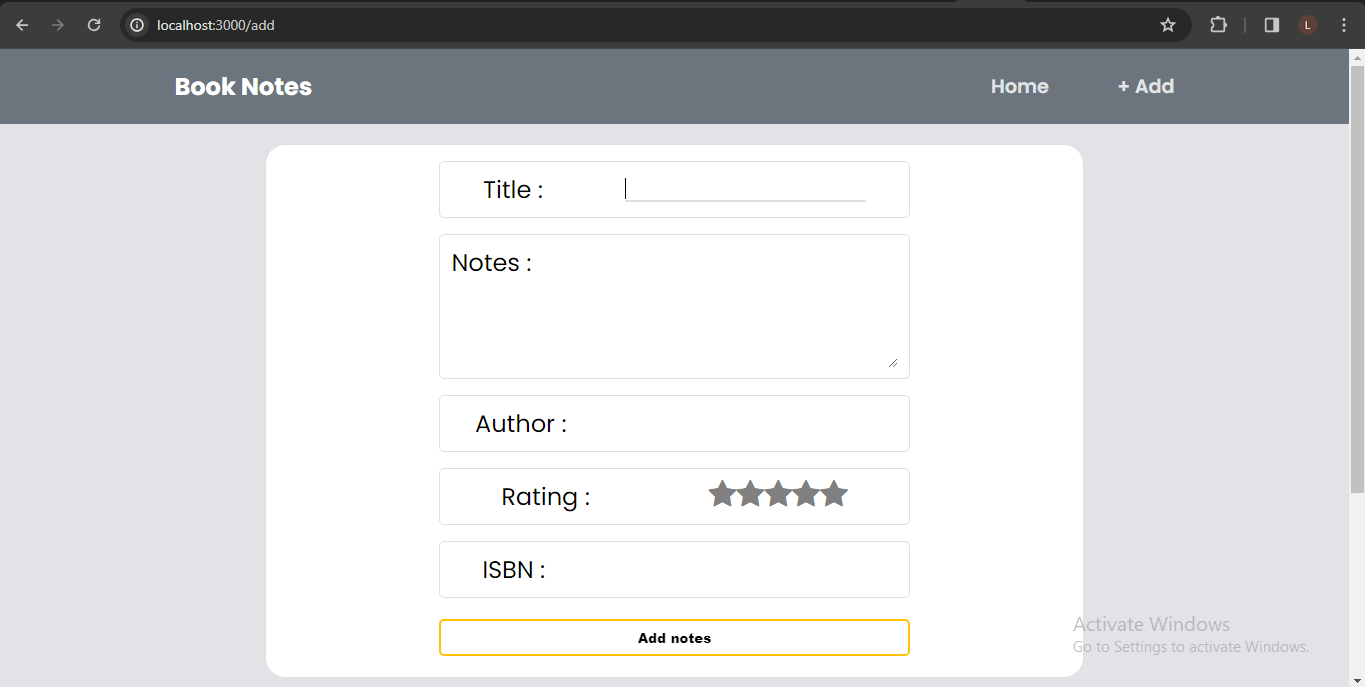 localhost:3000/add
L
Book Notes
Home
+ Add
Title :
Notes :
Author :
Rating :
ISBN :
Add notes
Activate Windows
Go to Settings to activate Windows.